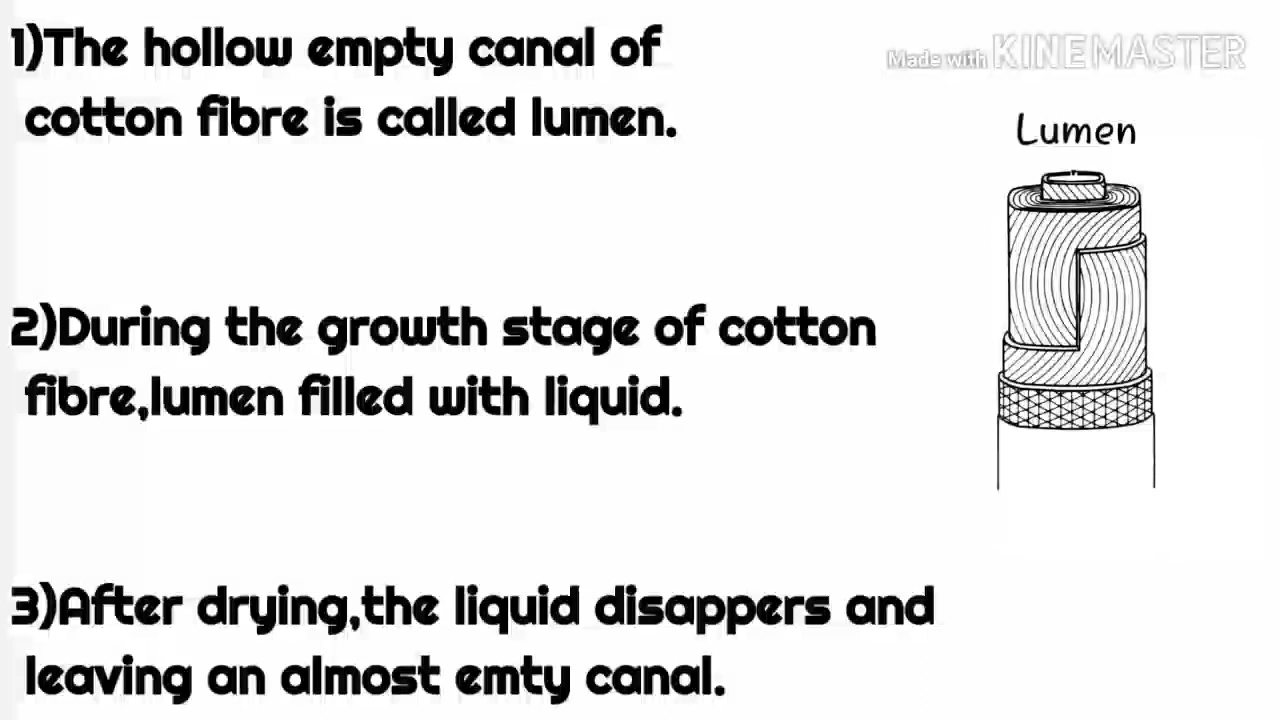 1)The hollow empty canal of
cotton fibre is called lumen.
Made with KINEMASTER
Lumen
2)During the growth stage of cotton
fibre,lumen filled with liquid.
3)After drying,the liquid disappers and
leaving an almost emty canal.